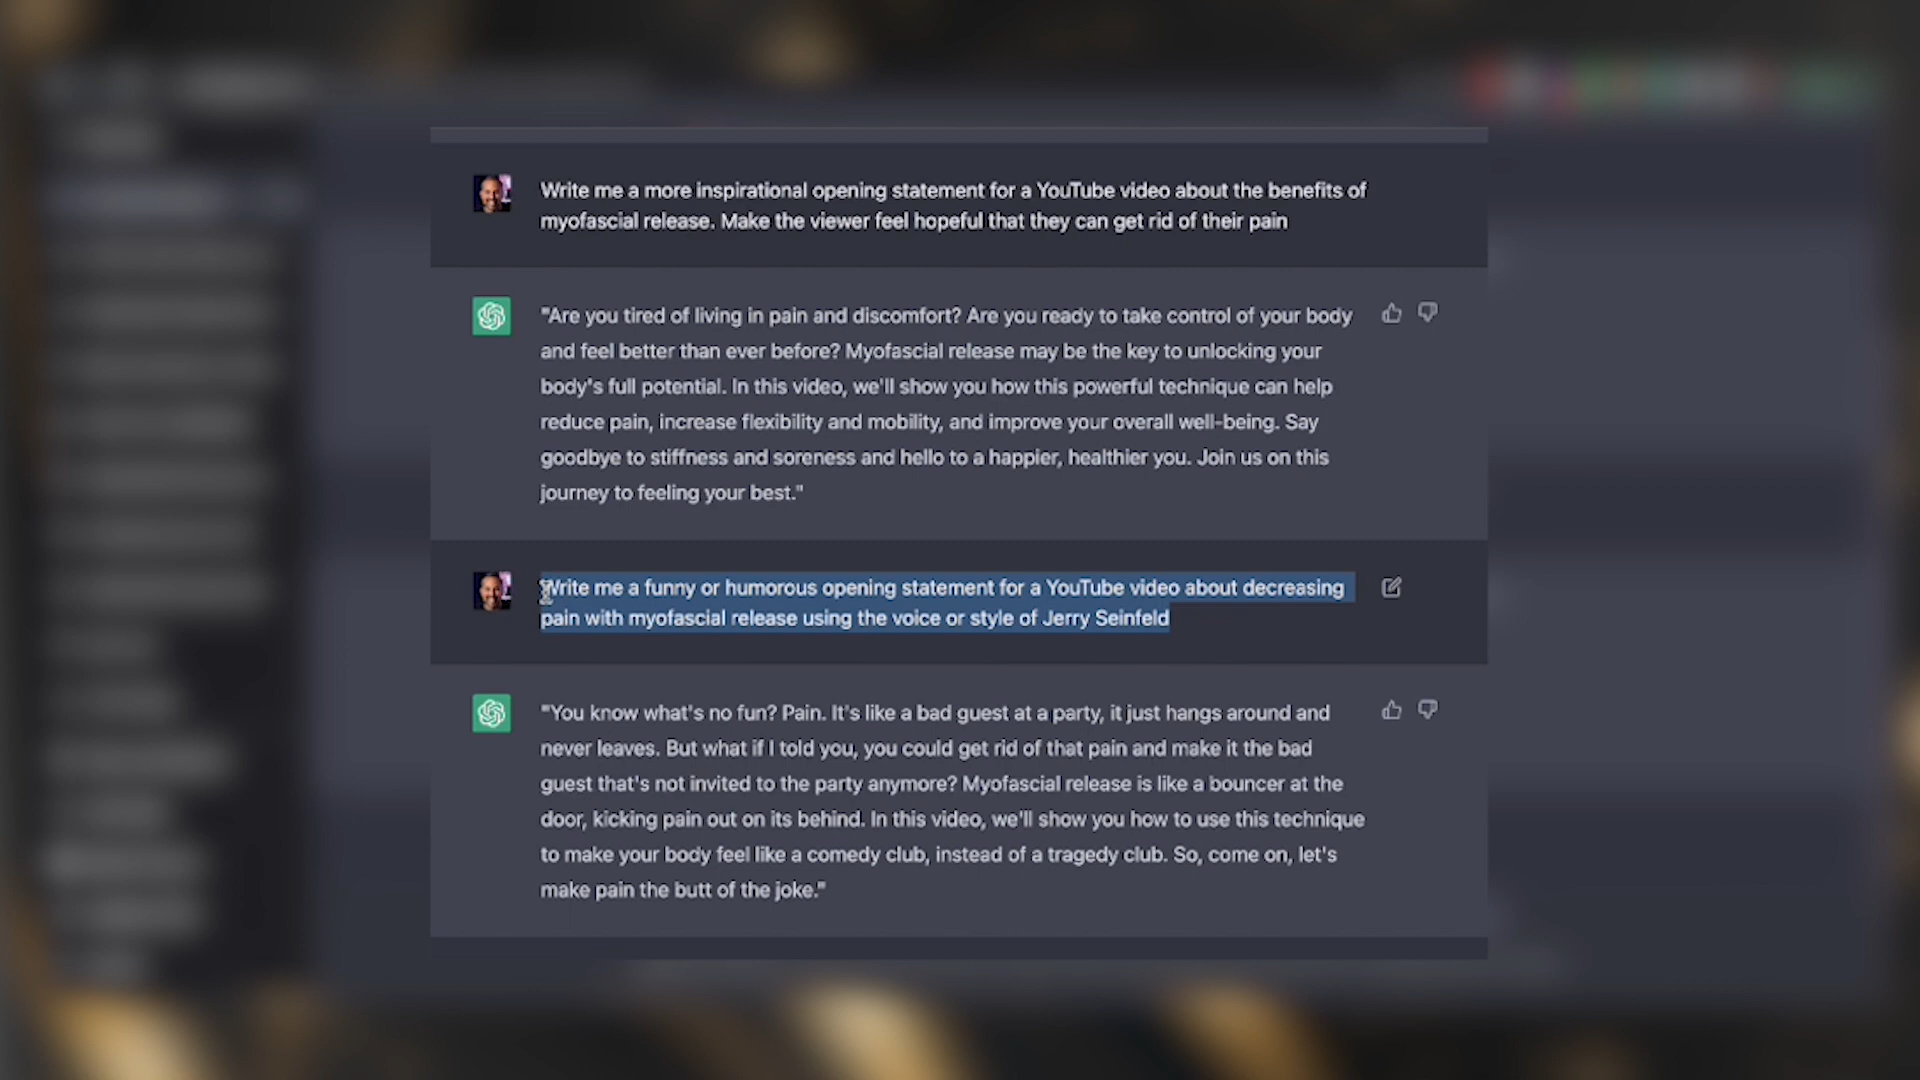 Write me a more inspirational opening statement for a YouTube video about the benefits of
myofascial release. Make the viewer feel hopeful that they can get rid of their pain
"Are you tired of living in pain and discomfort? Are you ready to take control of your body
and feel better than ever before? Myofascial release may be the key to unlocking your
body's full potential. In this video, we'll show you how this powerful technique can help
reduce pain, increase flexibility and mobility, and improve your overall well-being. Say
goodbye to stiffness and soreness and hello to a happier, healthier you. Join us on this
journey to feeling your best."
Write me a funny or humorous opening statement for a YouTube video about decreasing
pain with myofascial release using the voice or style of Jerry Seinfeld
"You know what's no fun? Pain. It's like a bad guest at a party, it just hangs around and
never leaves. But what if I told you, you could get rid of that pain and make it the bad
guest that's not invited to the party anymore? Myofascial release is like a bouncer at the
door, kicking pain out on its behind. In this video, we'll show you how to use this technique
to make your body feel like a comedy club, instead of a tragedy club. So, come on, let's
make pain the butt of the joke."